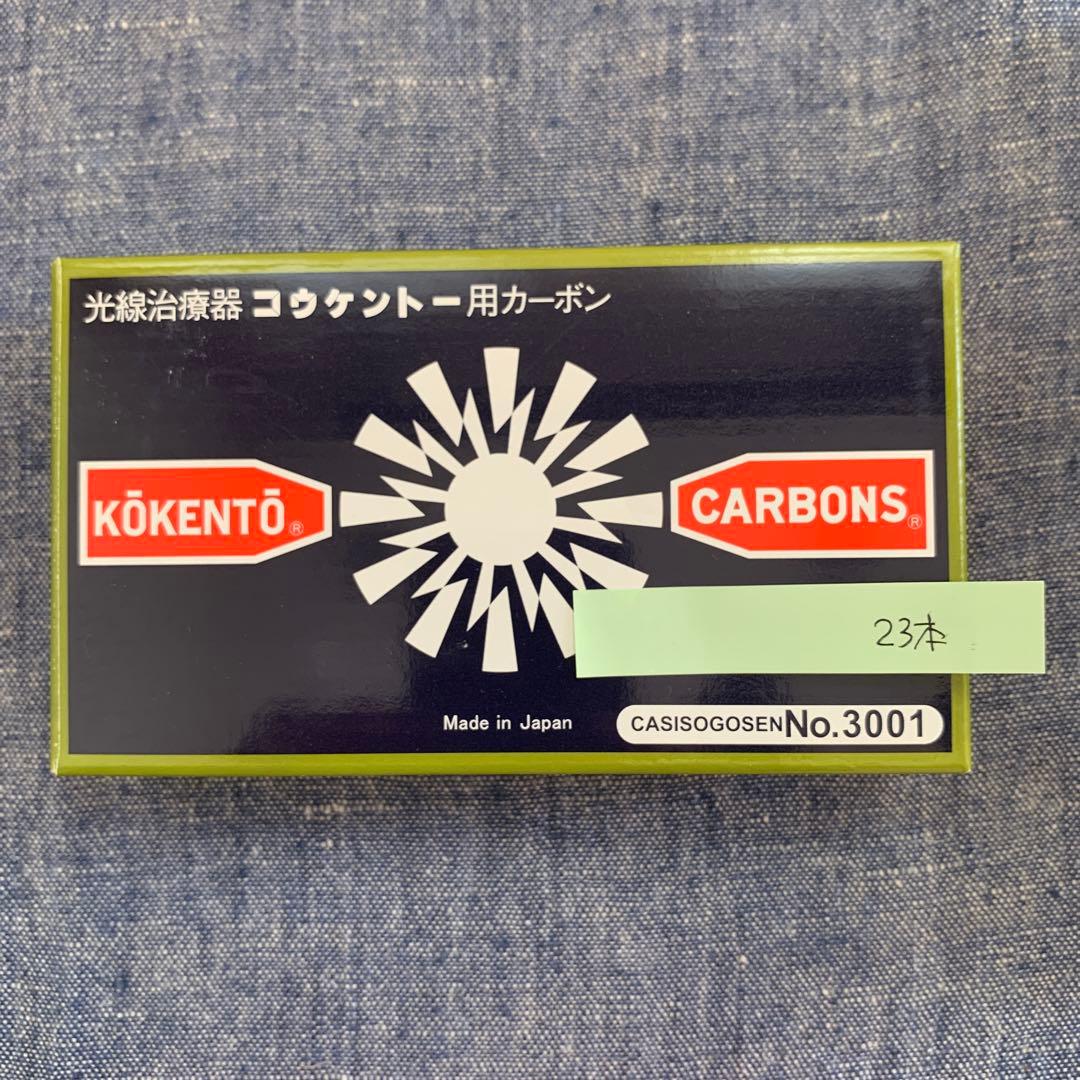 光線治療器 コウケントー用カーボン
KŌKENTŌ®
CARBONS®
23本
Made in Japan
CASISOGOSEN No.3001